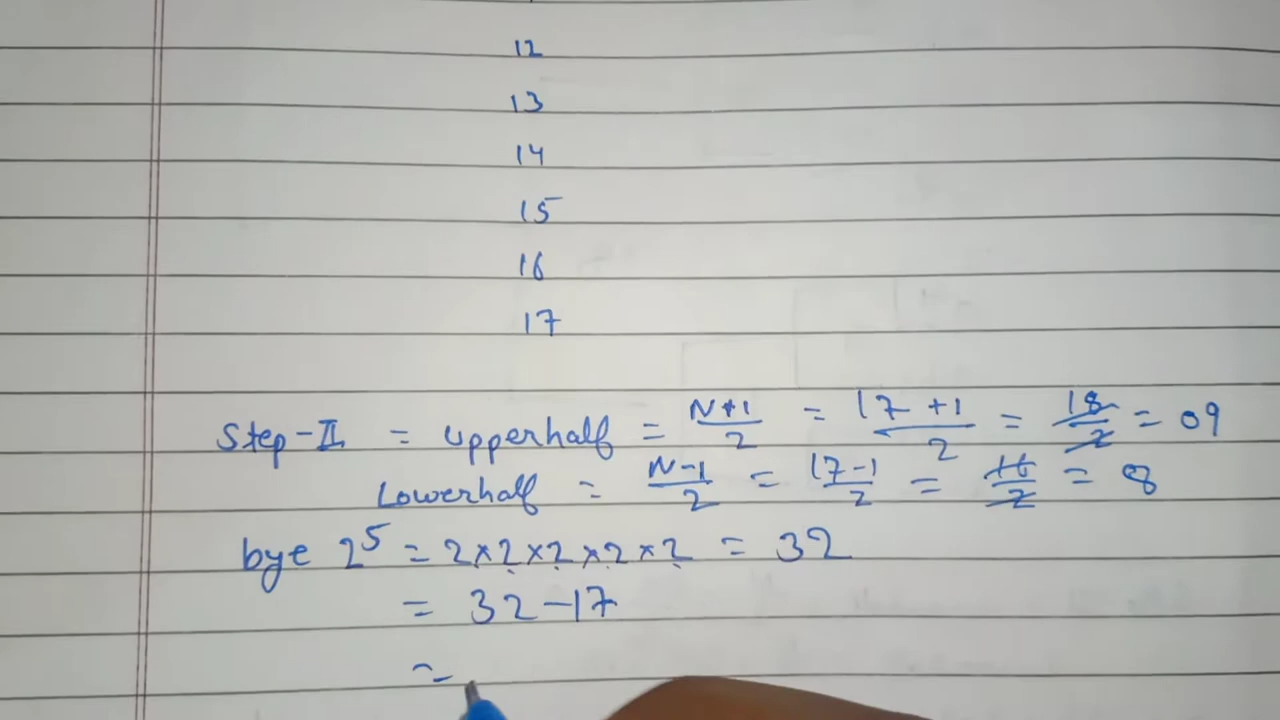 12
13
14
15
16
17
Step-II = upperhalf = N+1/2 = 17+1/2 = 18/2 = 09
Lowerhalf = N-1/2 = 17-1/2 = 16/2 = 8
bye 2^5 = 2×2×2×2×2 = 32
= 32-17
=